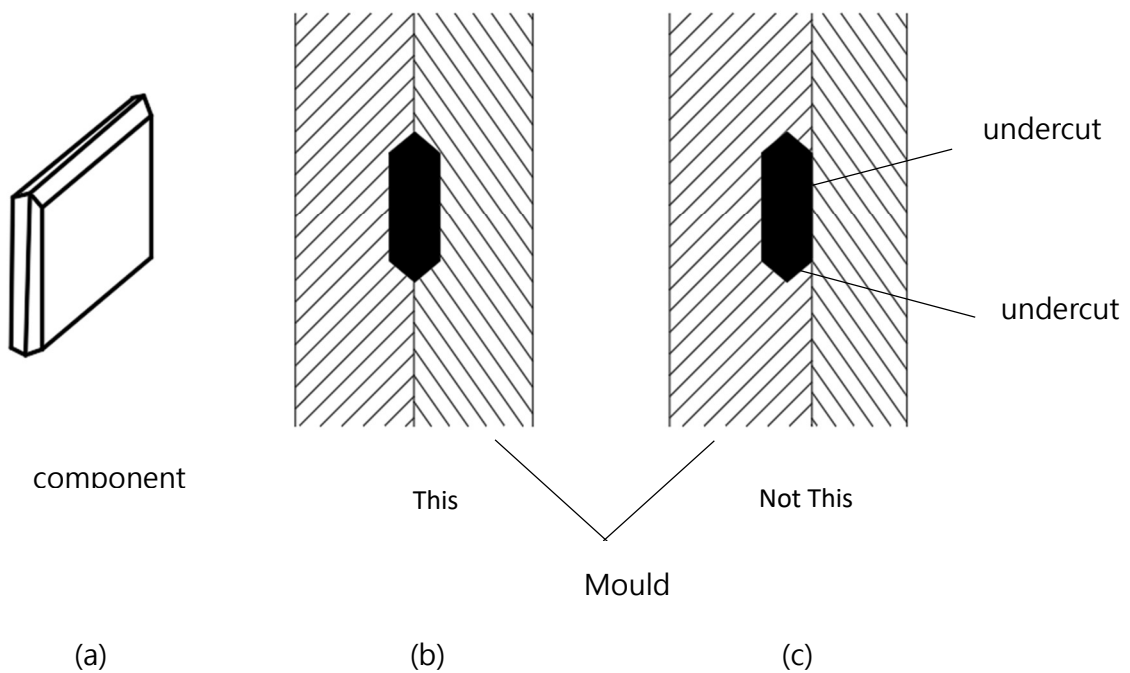 undercut
undercut
component
This
Not This
Mould
(a)
(b)
(c)